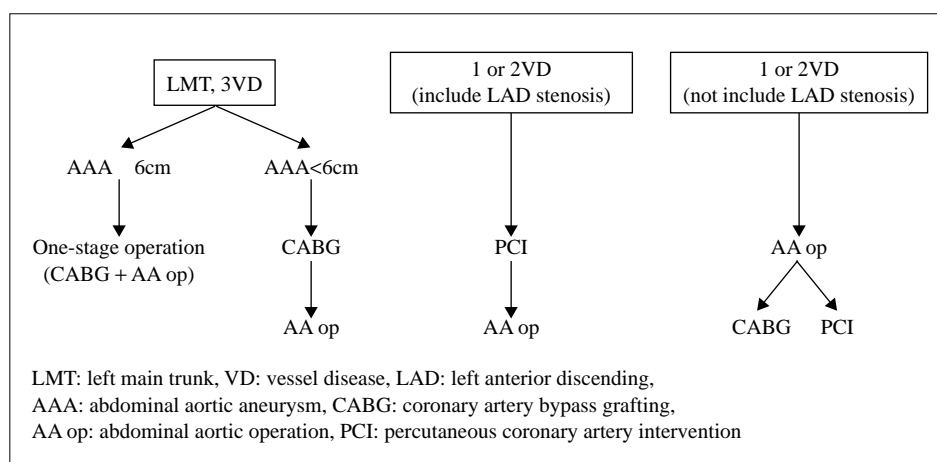 LMT, 3VD
1 or 2VD
(include LAD stenosis)
1 or 2VD
(not include LAD stenosis)
AAA 6cm
AAA<6cm
One-stage operation
(CABG + AA op)
CABG
PCI
AA op
AA op
AA op
CABG
PCI
LMT: left main trunk, VD: vessel disease, LAD: left anterior discending,
AAA: abdominal aortic aneurysm, CABG: coronary artery bypass grafting,
AA op: abdominal aortic operation, PCI: percutaneous coronary artery intervention